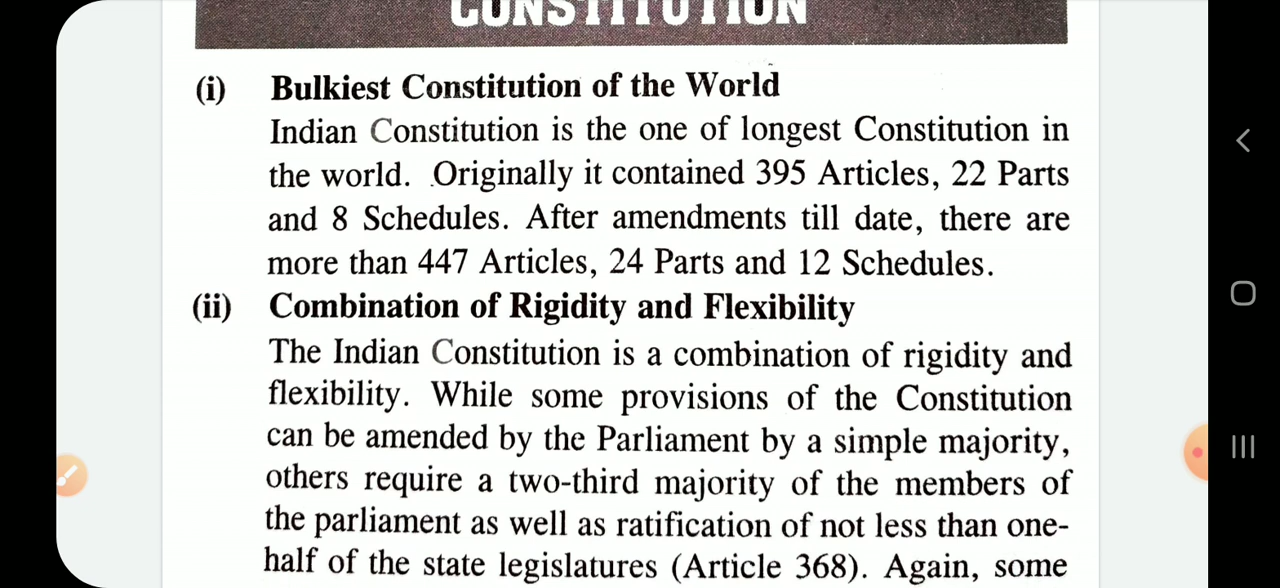 CONSTITUTION
(i) Bulkiest Constitution of the World
Indian Constitution is the one of longest Constitution in
the world. Originally it contained 395 Articles, 22 Parts
and 8 Schedules. After amendments till date, there are
more than 447 Articles, 24 Parts and 12 Schedules.
(ii) Combination of Rigidity and Flexibility
The Indian Constitution is a combination of rigidity and
flexibility. While some provisions of the Constitution
can be amended by the Parliament by a simple majority,
others require a two-third majority of the members of
the parliament as well as ratification of not less than one-
half of the state legislatures (Article 368). Again, some